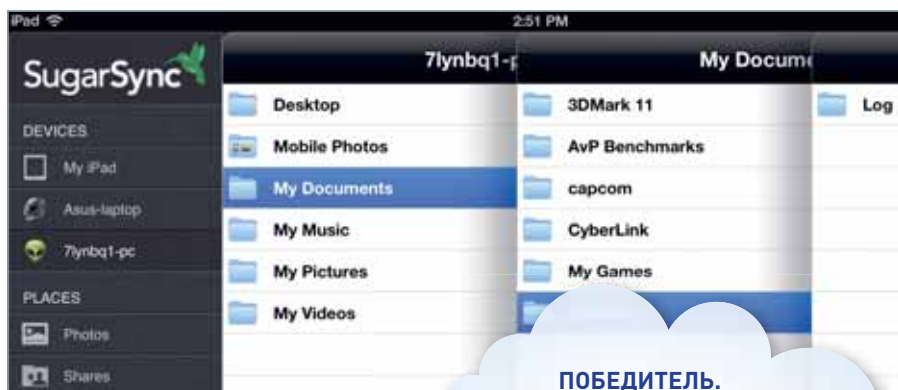 iPad 2:51 PM
SugarSync
DEVICES
My iPad
Asus-laptop
7lynbq1-pc
PLACES
Photos
Shares
7lynbq1-p
Desktop
Mobile Photos
My Documents
My Music
My Pictures
My Videos
My Docume
3DMark 11
AvP Benchmarks
capcom
CyberLink
My Games
Log
ПОБЕДИТЕЛЬ.